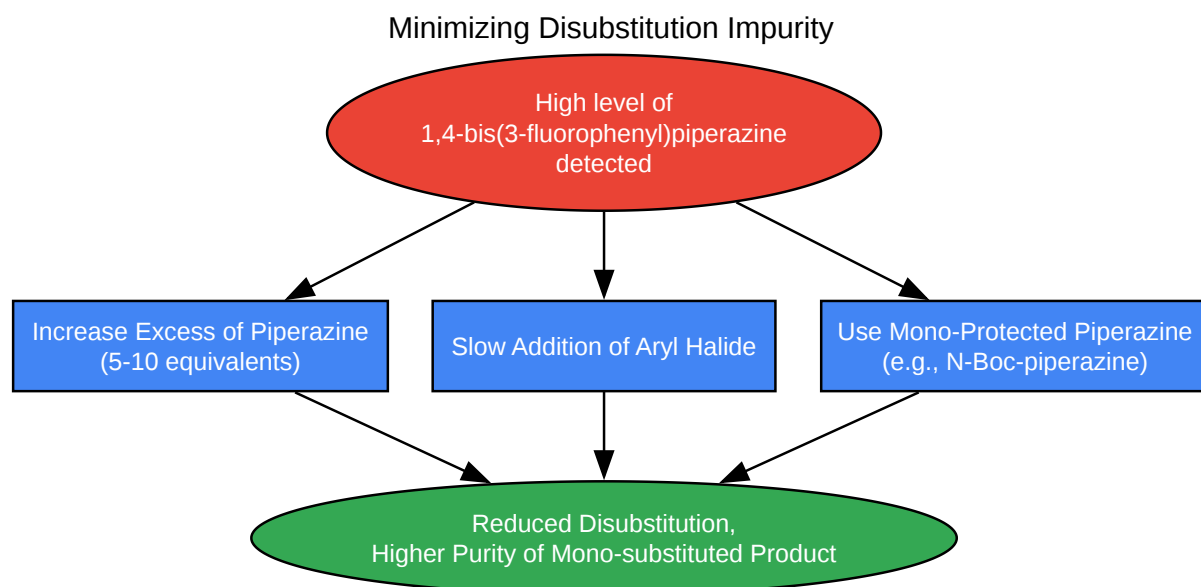 Minimizing Disubstitution Impurity
High level of
1,4-bis(3-fluorophenyl)piperazine
detected
Increase Excess of Piperazine
(5-10 equivalents)
Slow Addition of Aryl Halide
Use Mono-Protected Piperazine
(e.g., N-Boc-piperazine)
Reduced Disubstitution,
Higher Purity of Mono-substituted Product